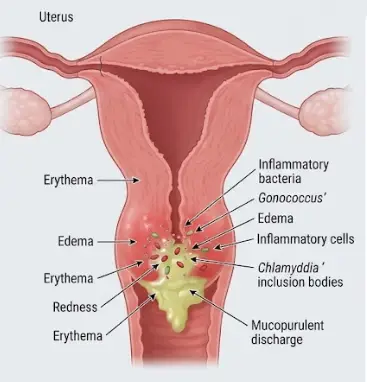 Uterus
Erythema
Edema
Erythema
Redness
Erythema
Inflammatory
bacteria
Gonococcus’
Edema
Inflammatory cells
Chlamyddia ’
inclusion bodies
Mucopurulent
discharge